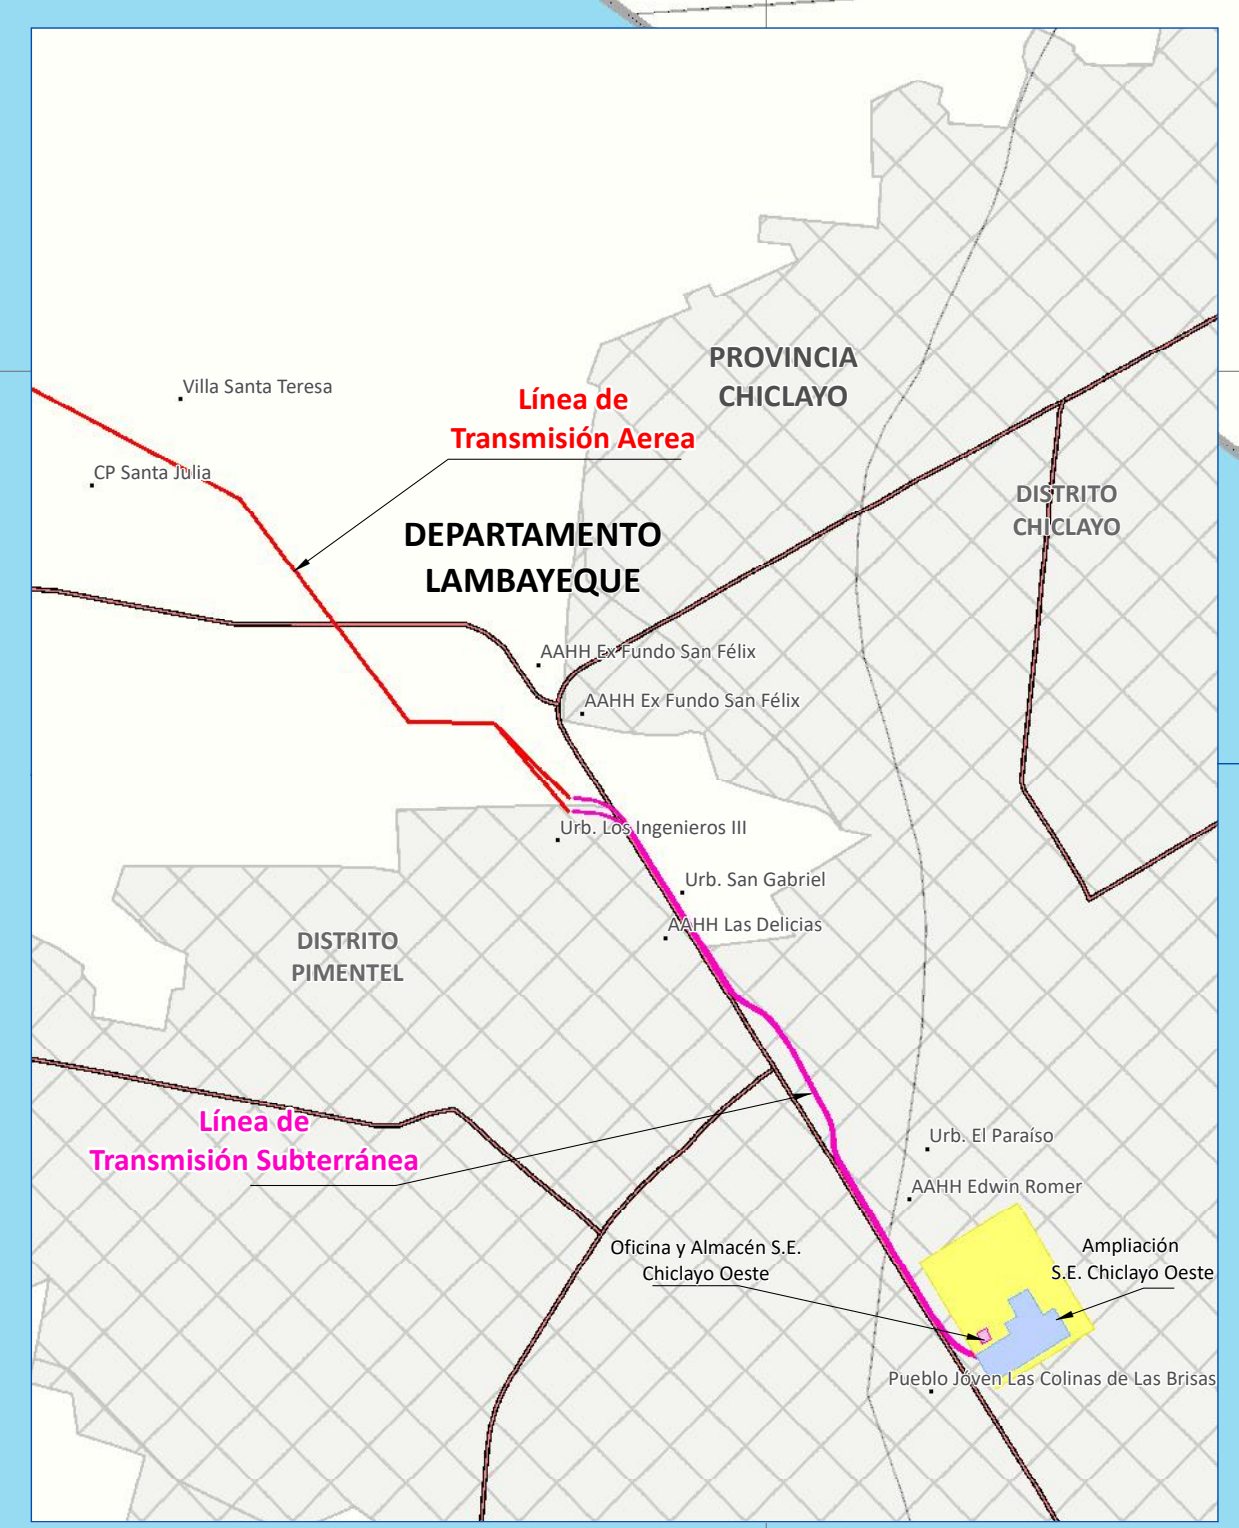 PROVINCIA
CHICLAYO
Villa Santa Teresa
Línea de
Transmisión Aerea
CP Santa Julia
DISTRITO
CHICLAYO
DEPARTAMENTO
LAMBAYEQUE
AAHH Ex Fundo San Félix
AAHH Ex Fundo San Félix
Urb. Los Ingenieros III
Urb. San Gabriel
AAHH Las Delicias
DISTRITO
PIMENTEL
Línea de
Transmisión Subterránea
Urb. El Paraíso
AAHH Edwin Romer
Oficina y Almacén S.E.
Chiclayo Oeste
Ampliación
S.E. Chiclayo Oeste
Pueblo Jóven Las Colinas de Las Brisas